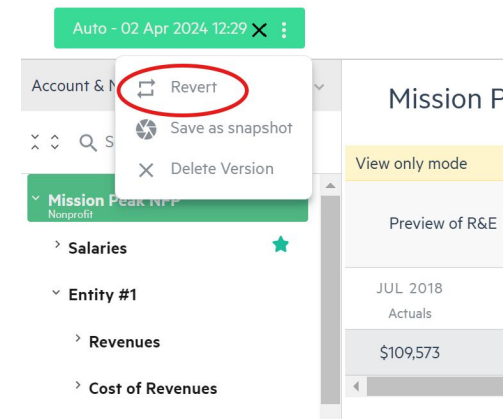 Auto - 02 Apr 2024 12:29
Account & N
Revert
Save as snapshot
Delete Version
S
Mission Peak NFP
Nonprofit
Salaries
Entity #1
Revenues
Cost of Revenues
Mission P
View only mode
Preview of R&E
JUL 2018
Actuals
$109,573